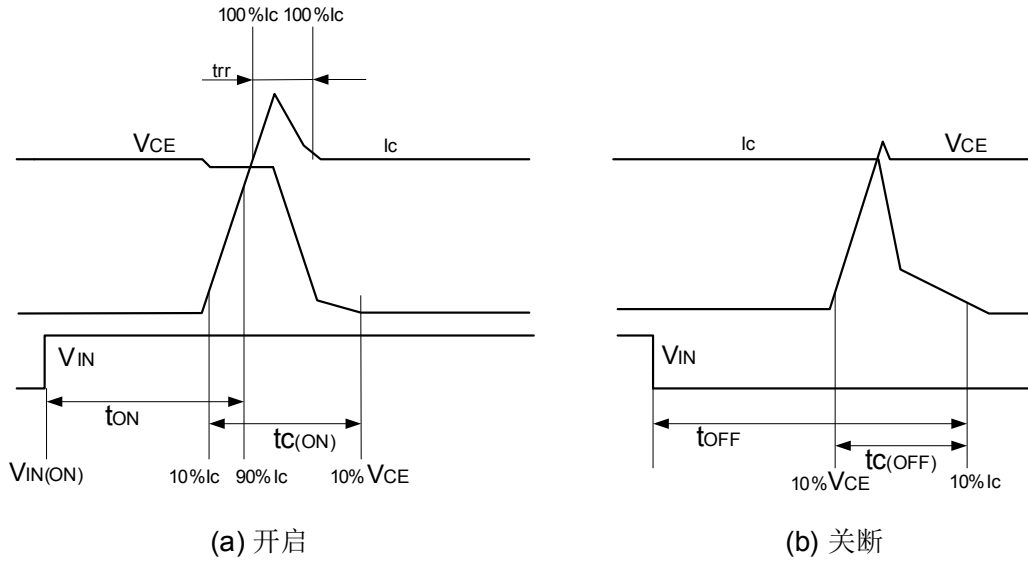 100%Ic 100%Ic
trr
VCE Ic
Ic VCE
VIN
VIN
tON
tC(ON)
tOFF
tC(OFF)
VIN(ON) 10%Ic 90%Ic 10%VCE
10%VCE 10%Ic
(a) 开启
(b) 关断